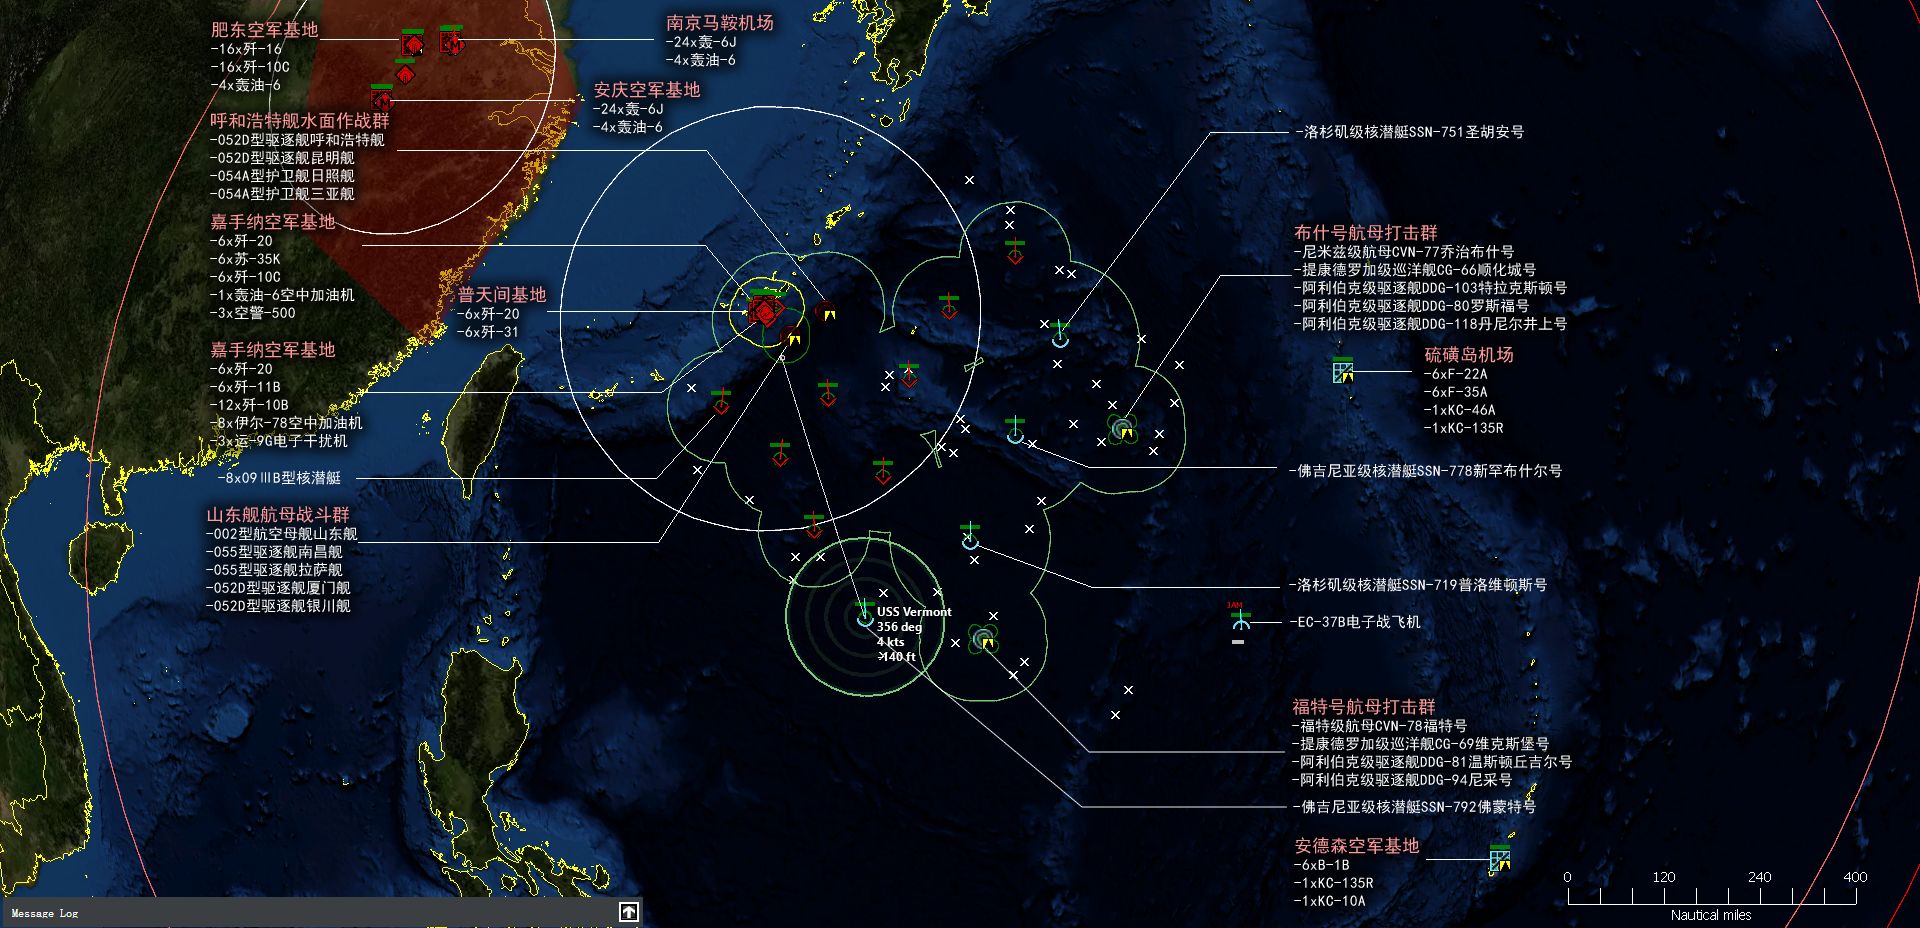 肥东空军基地
-16x歼-16
-16x歼-10C
-4x轰油-6
南京马鞍机场
-24x轰-6J
-4x轰油-6
安庆空军基地
-24x轰-6J
-4x轰油-6
呼和浩特舰水面作战群
-052D型驱逐舰呼和浩特舰
-052D型驱逐舰昆明舰
-054A型护卫舰日照舰
-054A型护卫舰三亚舰
嘉手纳空军基地
-6x歼-20
-6x苏-35K
-6x歼-10C
-1x轰油-6空中加油机
-3x空警-500
普天间基地
-6x歼-20
-6x歼-31
嘉手纳空军基地
-6x歼-20
-6x歼-11B
-12x歼-10B
-8x伊尔-78空中加油机
-3x运-9G电子干扰机
-8x09ⅢB型核潜艇
山东舰航母战斗群
-002型航空母舰山东舰
-055型驱逐舰南昌舰
-055型驱逐舰拉萨舰
-052D型驱逐舰厦门舰
-052D型驱逐舰银川舰
-洛杉矶级核潜艇SSN-751圣胡安号
布什号航母打击群
-尼米兹级航母CVN-77乔治布什号
-提康德罗加级巡洋舰CG-66顺化城号
-阿利伯克级驱逐舰DDG-103特拉克斯顿号
-阿利伯克级驱逐舰DDG-80罗斯福号
-阿利伯克级驱逐舰DDG-118丹尼尔井上号
硫磺岛机场
-6xF-22A
-6xF-35A
-1xKC-46A
-1xKC-135R
-佛吉尼亚级核潜艇SSN-778新罕布什尔号
-洛杉矶级核潜艇SSN-719普洛维顿斯号
JAM
-EC-37B电子战飞机
USS Vermont
356 deg
4 kts
-140 ft
福特号航母打击群
-福特级航母CVN-78福特号
-提康德罗加级巡洋舰CG-69维克斯堡号
-阿利伯克级驱逐舰DDG-81温斯顿丘吉尔号
-阿利伯克级驱逐舰DDG-94尼采号
-佛吉尼亚级核潜艇SSN-792佛蒙特号
安德森空军基地
-6xB-1B
-1xKC-135R
-1xKC-10A
0 120 240 400
Nautical miles
Message Log